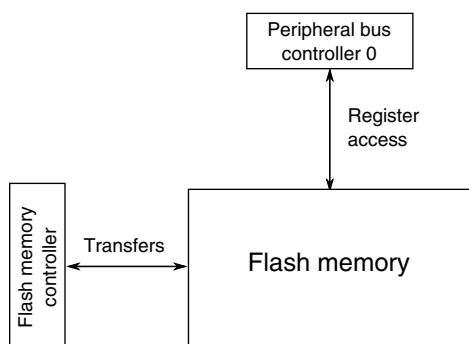 Peripheral bus
controller 0
Register
access
Flash memory
controller
Transfers
Flash memory